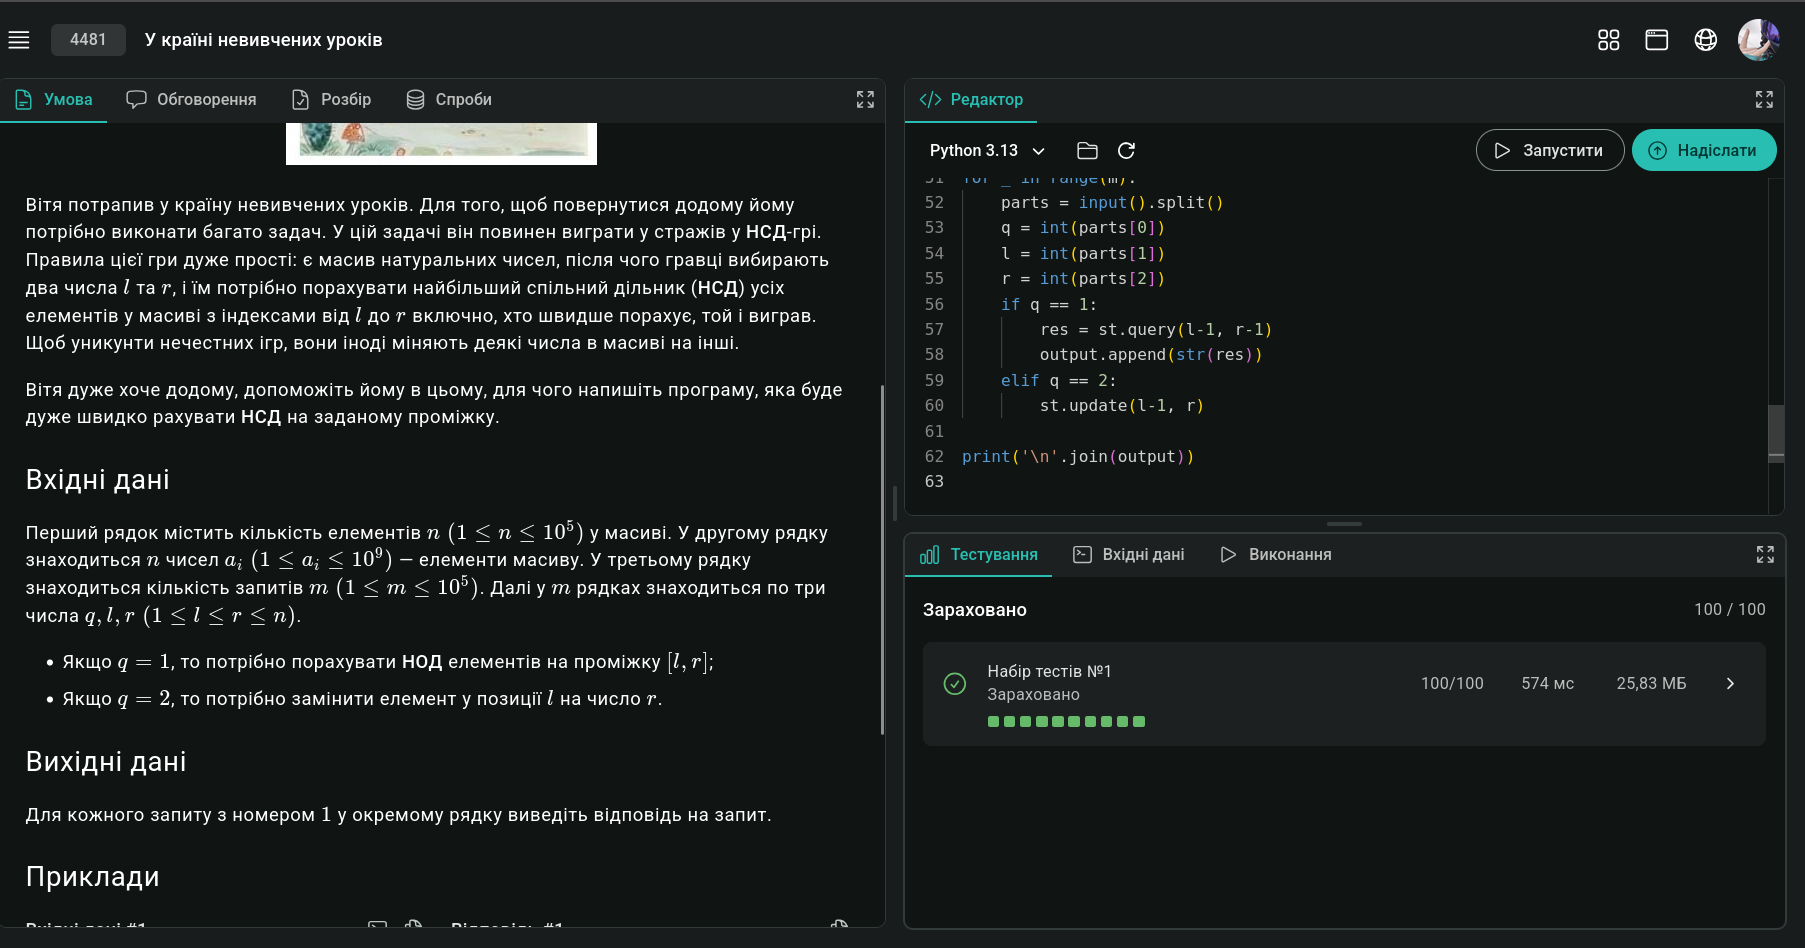 4481 У країні невивчених уроків
Умова Обговорення Розбір Спроби
Вітя потрапив у країну невивчених уроків. Для того, щоб повернутися додому йому
потрібно виконати багато задач. У цій задачі він повинен виграти у стражів у НСД-грі.
Правила цієї гри дуже прості: є масив натуральних чисел, після чого гравці вибирають
два числа l та r, і їм потрібно порахувати найбільший спільний дільник (НСД) усіх
елементів у масиві з індексами від l до r включно, хто швидше порахує, той і виграв.
Щоб уникунти нечестних ігр, вони іноді міняють деякі числа в масиві на інші.
Вітя дуже хоче додому, допоможіть йому в цьому, для чого напишіть програму, яка буде
дуже швидко рахувати НСД на заданому проміжку.
Вхідні дані
Перший рядок містить кількість елементів n (1 ≤ n ≤ 10^5) у масиві. У другому рядку
знаходиться n чисел a_i (1 ≤ a_i ≤ 10^9) – елементи масиву. У третьому рядку
знаходиться кількість запитів m (1 ≤ m ≤ 10^5). Далі у m рядках знаходиться по три
числа q, l, r (1 ≤ l ≤ r ≤ n).
• Якщо q = 1, то потрібно порахувати НОД елементів на проміжку [l, r];
• Якщо q = 2, то потрібно замінити елемент у позиції l на число r.
Вихідні дані
Для кожного запиту з номером 1 у окремому рядку виведіть відповідь на запит.
Приклади
Вхідні дані #1 Відповідь #1
Редактор
Python 3.13 Запустити Надіслати
51 for _ in range(m):
52 parts = input().split()
53 q = int(parts[0])
54 l = int(parts[1])
55 r = int(parts[2])
56 if q == 1:
57 res = st.query(l-1, r-1)
58 output.append(str(res))
59 elif q == 2:
60 st.update(l-1, r)
61
62 print('\n'.join(output))
63
Тестування Вхідні дані Виконання
Зараховано 100 / 100
Набір тестів №1
Зараховано
100/100 574 мс 25,83 МБ